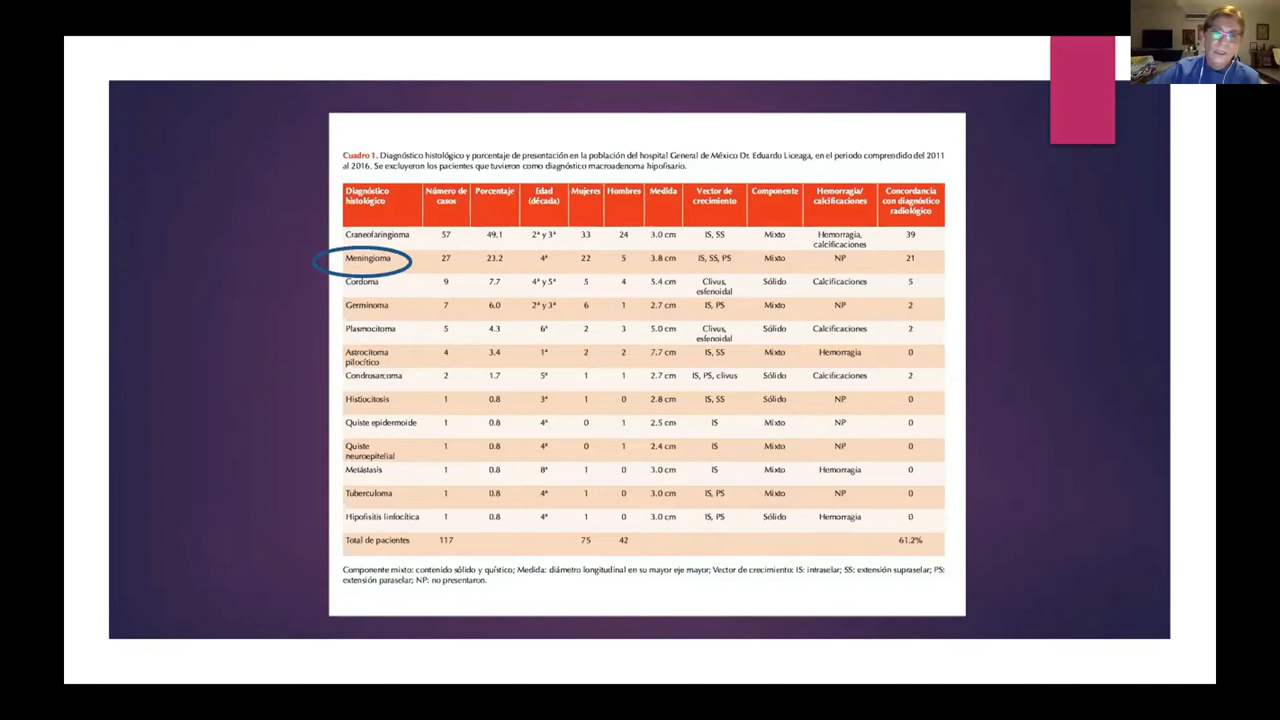 Cuadro 1. Diagnóstico histológico y porcentaje de presentación en la población del hospital General de México Dr. Eduardo Liceaga, en el periodo comprendido del 2011
al 2016. Se excluyeron los pacientes que tuvieron como diagnóstico macroadenoma hipofisario.
Diagnóstico histológico Número de casos Porcentaje Edad (década) Mujeres Hombres Medida Vector de crecimiento Componente Hemorragia/ calcificaciones Concordancia con diagnóstico radiológico
Craneofaringioma 57 49.1 2ª y 3ª 33 24 3.0 cm IS, SS Mixto Hemorragia, calcificaciones 39
Meningioma 27 23.2 4ª 22 5 3.8 cm IS, SS, PS Mixto NP 21
Cordoma 9 7.7 4ª y 5ª 5 4 5.4 cm Clivus, esfenoidal Sólido Calcificaciones 5
Germinoma 7 6.0 2ª y 3ª 6 1 2.7 cm IS, PS Mixto NP 2
Plasmocitoma 5 4.3 6ª 2 3 5.0 cm Clivus, esfenoidal Sólido Calcificaciones 2
Astrocitoma pilocítico 4 3.4 1ª 2 2 7.7 cm IS, SS Mixto Hemorragia 0
Condrosarcoma 2 1.7 5ª 1 1 2.7 cm IS, PS, clivus Sólido Calcificaciones 2
Histiocitosis 1 0.8 3ª 1 0 2.8 cm IS, SS Sólido NP 0
Quiste epidermoide 1 0.8 4ª 0 1 2.5 cm IS Mixto NP 0
Quiste neuroepitelial 1 0.8 4ª 0 1 2.4 cm IS Mixto NP 0
Metástasis 1 0.8 8ª 1 0 3.0 cm IS Mixto Hemorragia 0
Tuberculoma 1 0.8 4ª 1 0 3.0 cm IS, PS Mixto NP 0
Hipofisitis linfocítica 1 0.8 4ª 1 0 3.0 cm IS, PS Sólido Hemorragia 0
Total de pacientes 117 75 42 61.2%
Componente mixto: contenido sólido y quístico; Medida: diámetro longitudinal en su mayor eje mayor; Vector de crecimiento: IS: intraselar; SS: extensión supraselar; PS:
extensión paraselar; NP: no presentaron.